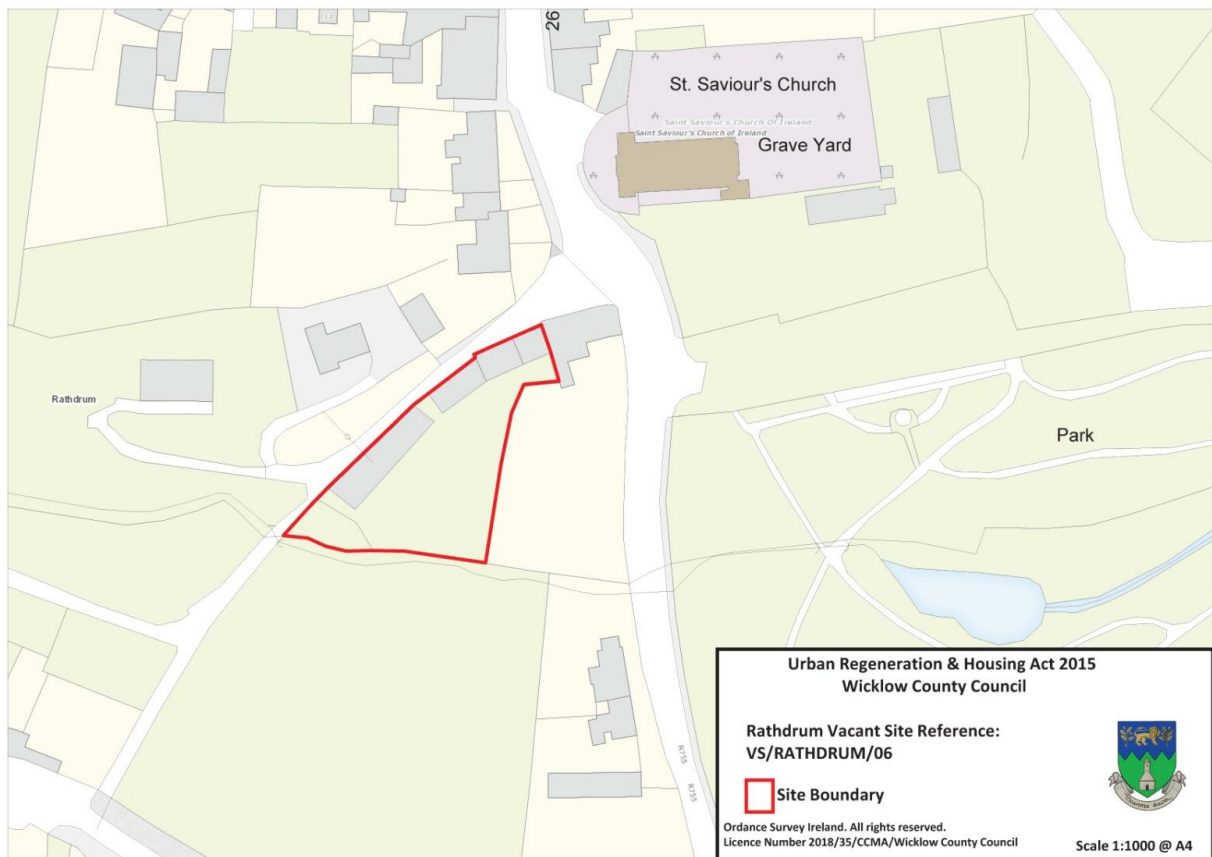 13
26
St. Saviour's Church
Saint Saviour's Church Of Ireland
Saint Saviour's Church of Ireland
Grave Yard
Rathdrum
Park
R755
R755
Urban Regeneration & Housing Act 2015
Wicklow County Council
Rathdrum Vacant Site Reference:
VS/RATHDRUM/06
Site Boundary
Ordance Survey Ireland. All rights reserved.
Licence Number 2018/35/CCMA/Wicklow County Council
Scale 1:1000 @ A4